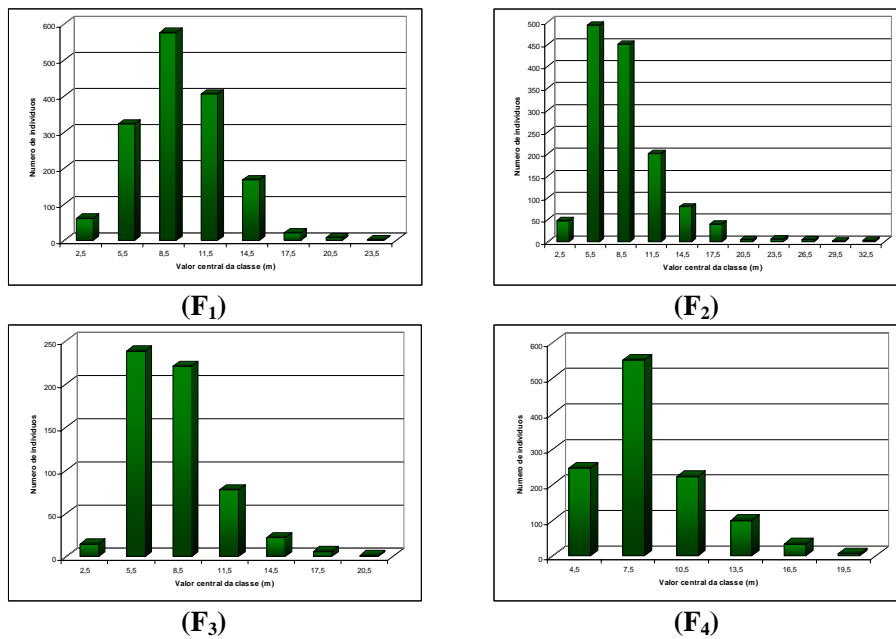 600
500
400
300
200
100
0
Numero de indivíduos
2,5 5,5 8,5 11,5 14,5 17,5 20,5 23,5
Valor central da classe (m)
(F1)
500
450
400
350
300
250
200
150
100
50
0
Numero de indivíduos
2,5 5,5 8,5 11,5 14,5 17,5 20,5 23,5 26,5 29,5 32,5
Valor central da classe (m)
(F2)
250
200
150
100
50
0
Numero de indivíduos
2,5 5,5 8,5 11,5 14,5 17,5 20,5
Valor central da classe (m)
(F3)
600
500
400
300
200
100
0
Numero de indivíduos
4,5 7,5 10,5 13,5 16,5 19,5
Valor central da classe (m)
(F4)